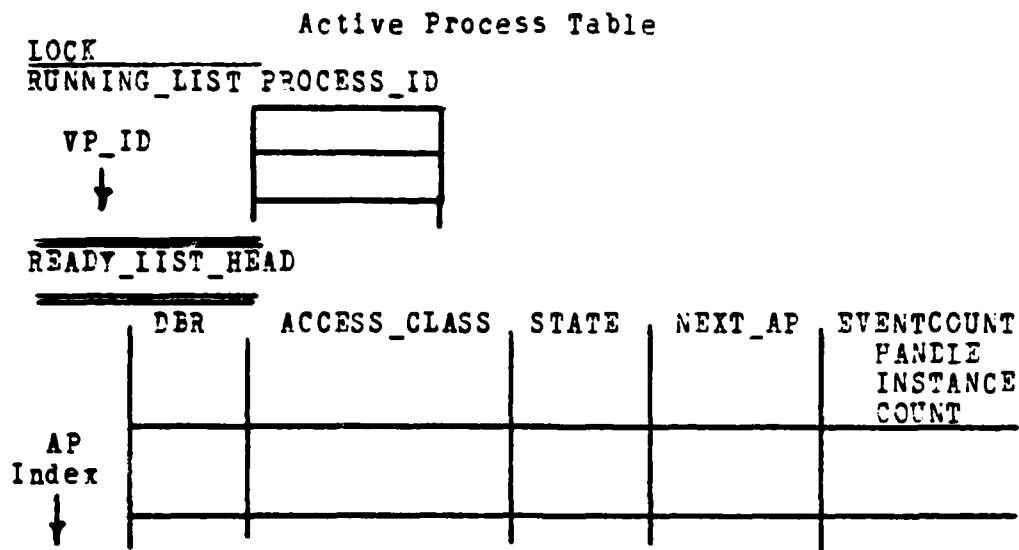 Active Process Table
LOCK
RUNNING_LIST PROCESS_ID
VP_ID
READY_LIST_HEAD
DBR ACCESS_CLASS STATE NEXT_AP EVENTCOUNT
HANDLE
INSTANCE
COUNT
AP
Index